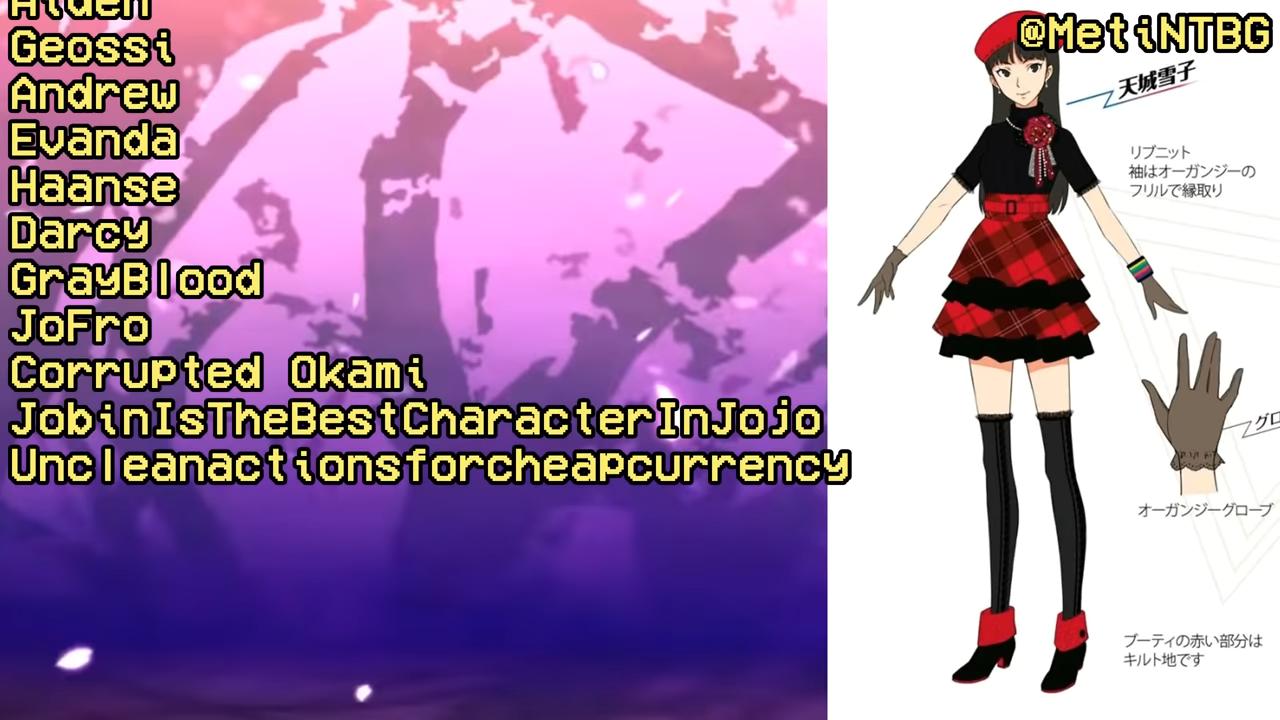 Alden
Geossi
Andrew
Evanda
Haanse
Darcy
GrayBlood
JoFro
Corrupted Okami
JobinIsTheBestCharacterInJojo
Uncleanactionsforcheapcurrency
@MetiNTBG
天城雪子
リブニット
袖はオーガンジーの
フリルで縁取り
グロ
オーガンジーグローブ
ブーティの赤い部分は
キルト地です